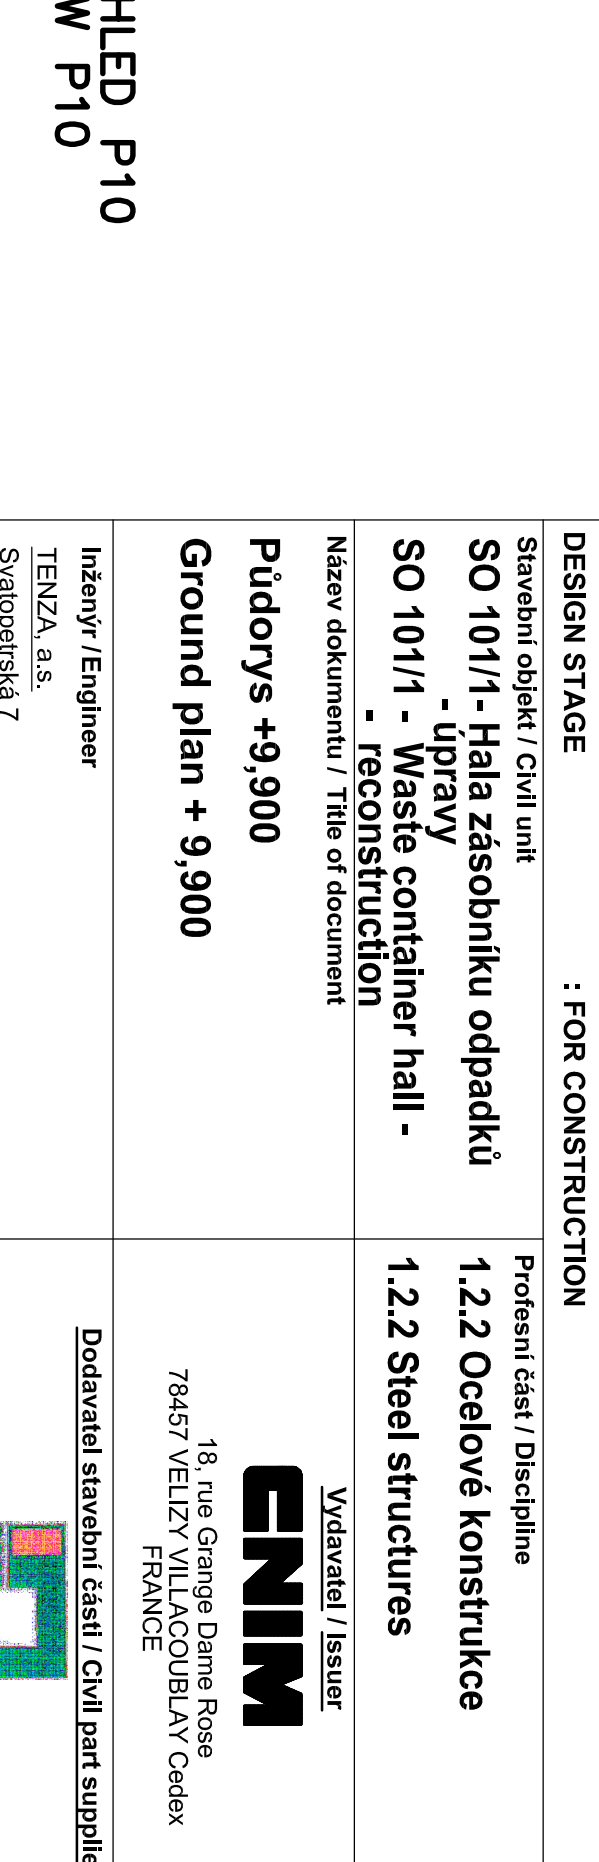 HLED P10
W P10
DESIGN STAGE : FOR CONSTRUCTION
Stavební objekt / Civil unit
SO 101/1- Hala zásobníku odpadků
- úpravy
SO 101/1 - Waste container hall -
- reconstruction
Profesní část / Discipline
1.2.2 Ocelové konstrukce
1.2.2 Steel structures
Název dokumentu / Title of document
Půdorys +9,900
Ground plan + 9,900
Vydavatel / Issuer
CNIM
18, rue Grange Dame Rose
78457 VELIZY VILLACOUBLAY Cedex
FRANCE
Inženýr / Engineer
TENZA, a.s.
Svatopetrská 7
Dodavatel stavební části / Civil part supplie